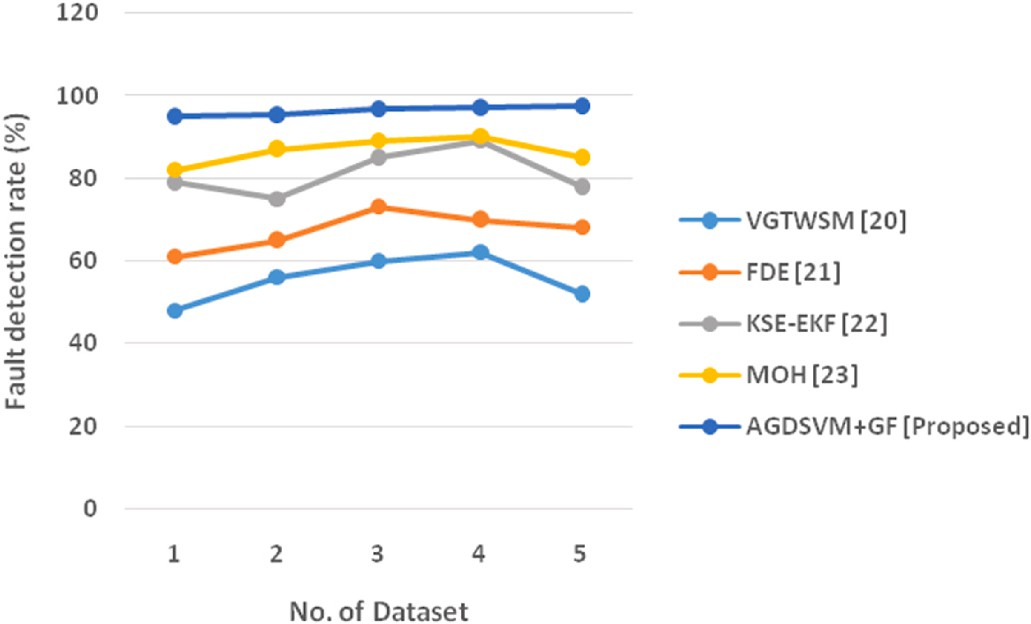 120
100
80
60
40
20
0
Fault detection rate (%)
1 2 3 4 5
No. of Dataset
VGTWSM [20]
FDE [21]
KSE-EKF [22]
MOH [23]
AGDSVM+GF [Proposed]